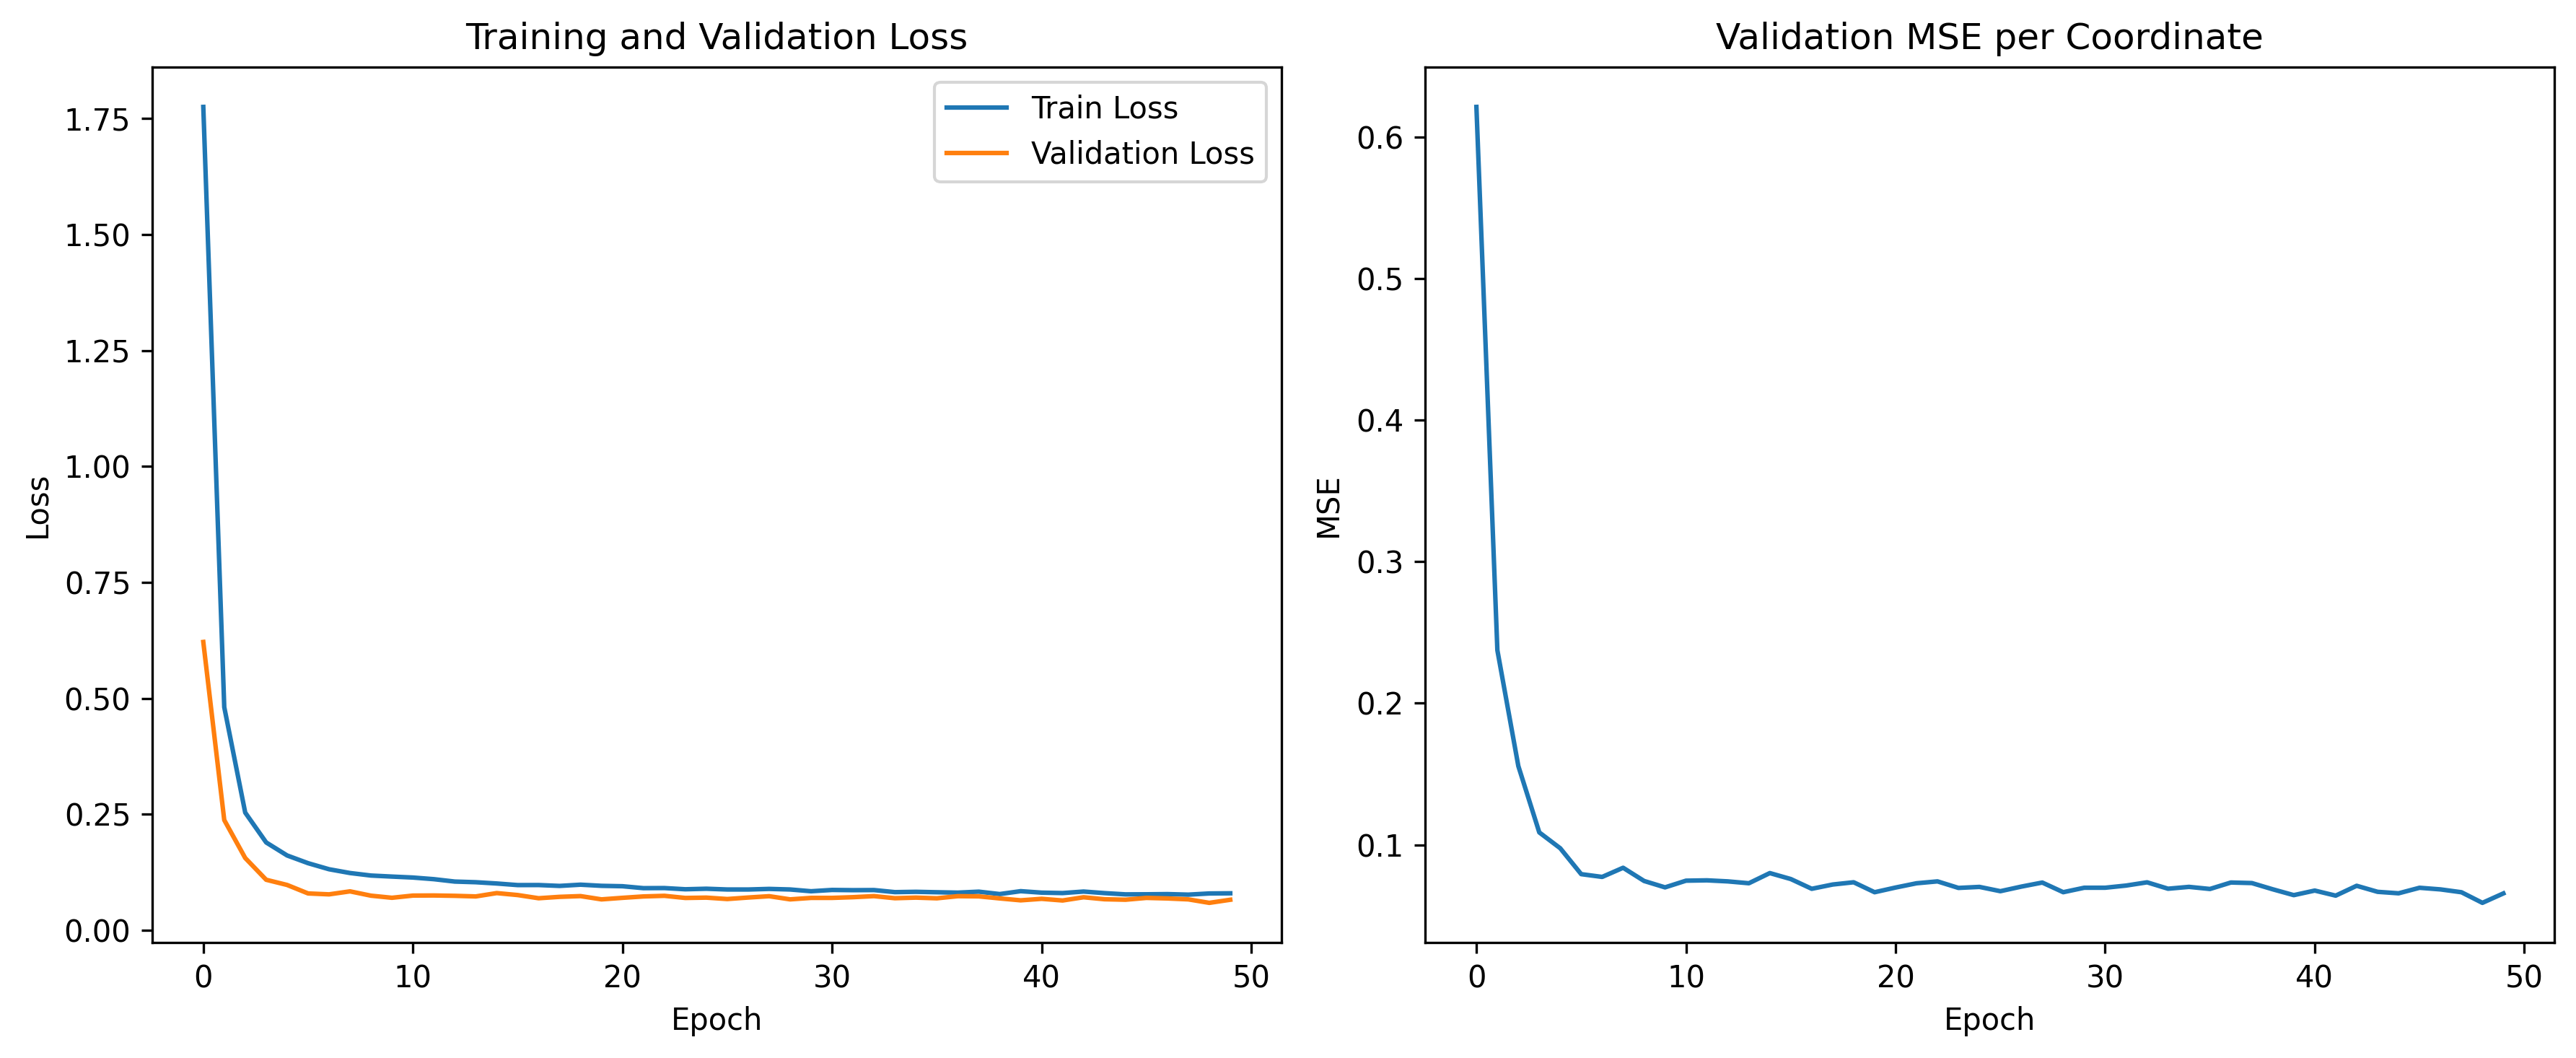 Training and Validation Loss
Train Loss
Validation Loss
1.75
1.50
1.25
1.00
0.75
0.50
0.25
0.00
Loss
0 10 20 30 40 50
Epoch
Validation MSE per Coordinate
0.6
0.5
0.4
0.3
0.2
0.1
MSE
0 10 20 30 40 50
Epoch